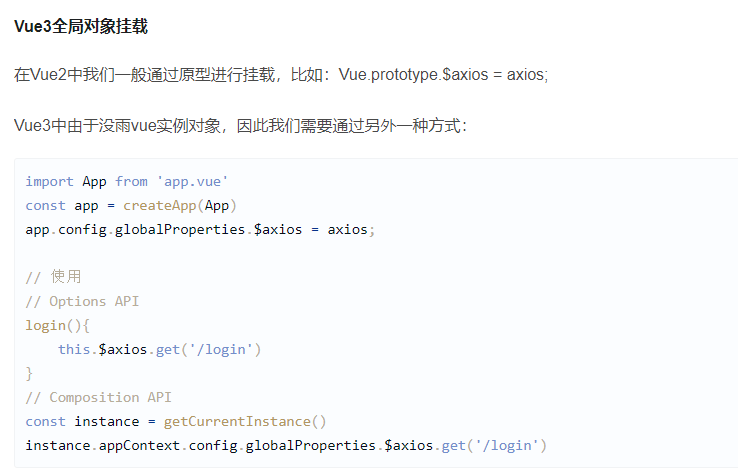 Vue3全局对象挂载
在Vue2中我们一般通过原型进行挂载，比如：Vue.prototype.$axios = axios;
Vue3中由于没雨vue实例对象，因此我们需要通过另外一种方式：
import App from 'app.vue'
const app = createApp(App)
app.config.globalProperties.$axios = axios;
// 使用
// Options API
login(){
    this.$axios.get('/login')
}
// Composition API
const instance = getCurrentInstance()
instance.appContext.config.globalProperties.$axios.get('/login')